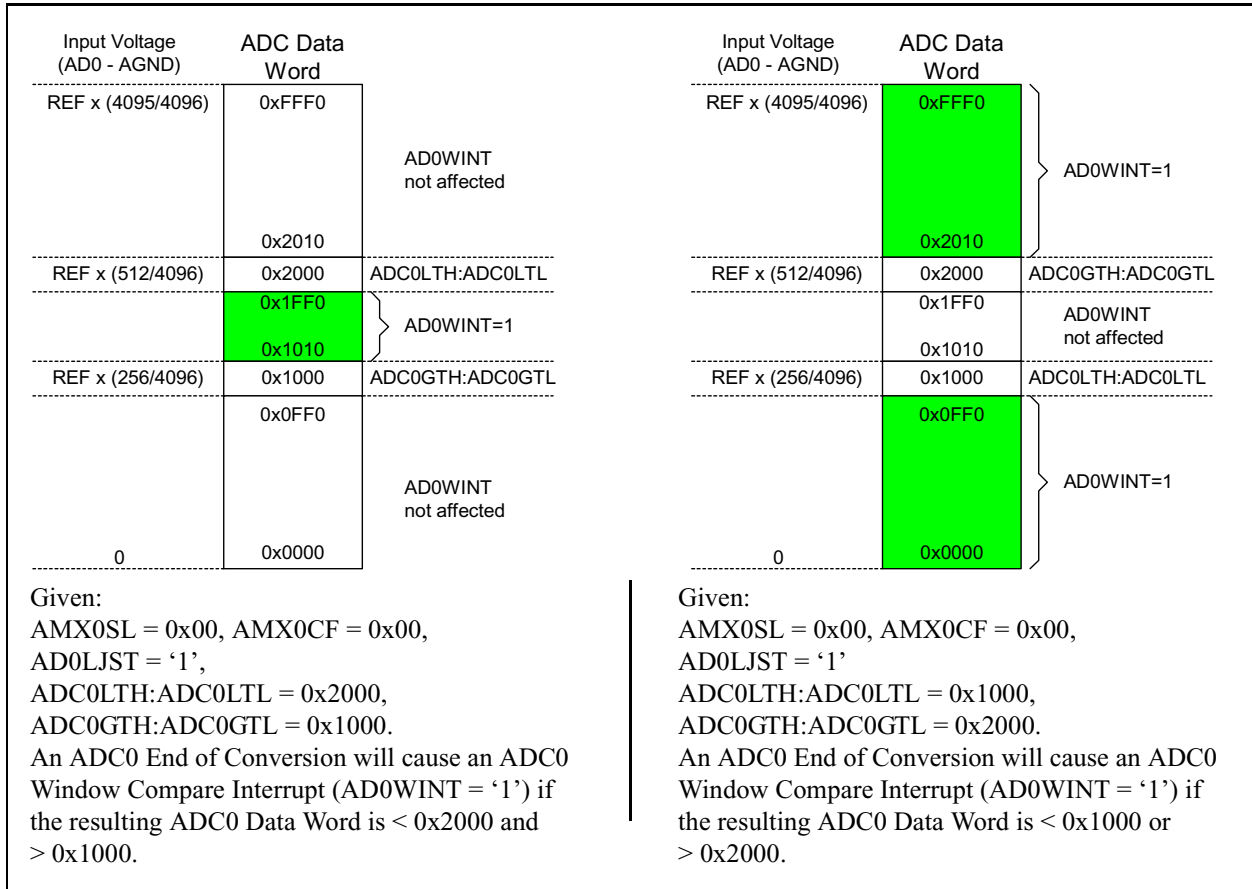 Input Voltage
(AD0 - AGND)
ADC Data
Word
REF x (4095/4096)
0xFFF0
AD0WINT
not affected
0x2010
REF x (512/4096)
0x2000
ADC0LTH:ADC0LTL
0x1FF0
AD0WINT=1
0x1010
REF x (256/4096)
0x1000
ADC0GTH:ADC0GTL
0x0FF0
AD0WINT
not affected
0
0x0000
Given:
AMX0SL = 0x00, AMX0CF = 0x00,
AD0LJST = ‘1’,
ADC0LTH:ADC0LTL = 0x2000,
ADC0GTH:ADC0GTL = 0x1000.
An ADC0 End of Conversion will cause an ADC0
Window Compare Interrupt (AD0WINT = ‘1’) if
the resulting ADC0 Data Word is < 0x2000 and
> 0x1000.
Input Voltage
(AD0 - AGND)
ADC Data
Word
REF x (4095/4096)
0xFFF0
AD0WINT=1
0x2010
REF x (512/4096)
0x2000
ADC0GTH:ADC0GTL
0x1FF0
AD0WINT
not affected
0x1010
REF x (256/4096)
0x1000
ADC0LTH:ADC0LTL
0x0FF0
AD0WINT=1
0
0x0000
Given:
AMX0SL = 0x00, AMX0CF = 0x00,
AD0LJST = ‘1’
ADC0LTH:ADC0LTL = 0x1000,
ADC0GTH:ADC0GTL = 0x2000.
An ADC0 End of Conversion will cause an ADC0
Window Compare Interrupt (AD0WINT = ‘1’) if
the resulting ADC0 Data Word is < 0x1000 or
> 0x2000.